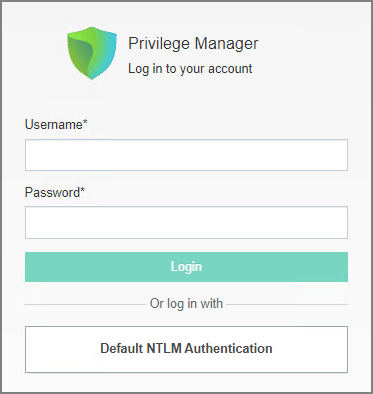 Privilege Manager
Log in to your account
Username*
Password*
Login
Or log in with
Default NTLM Authentication